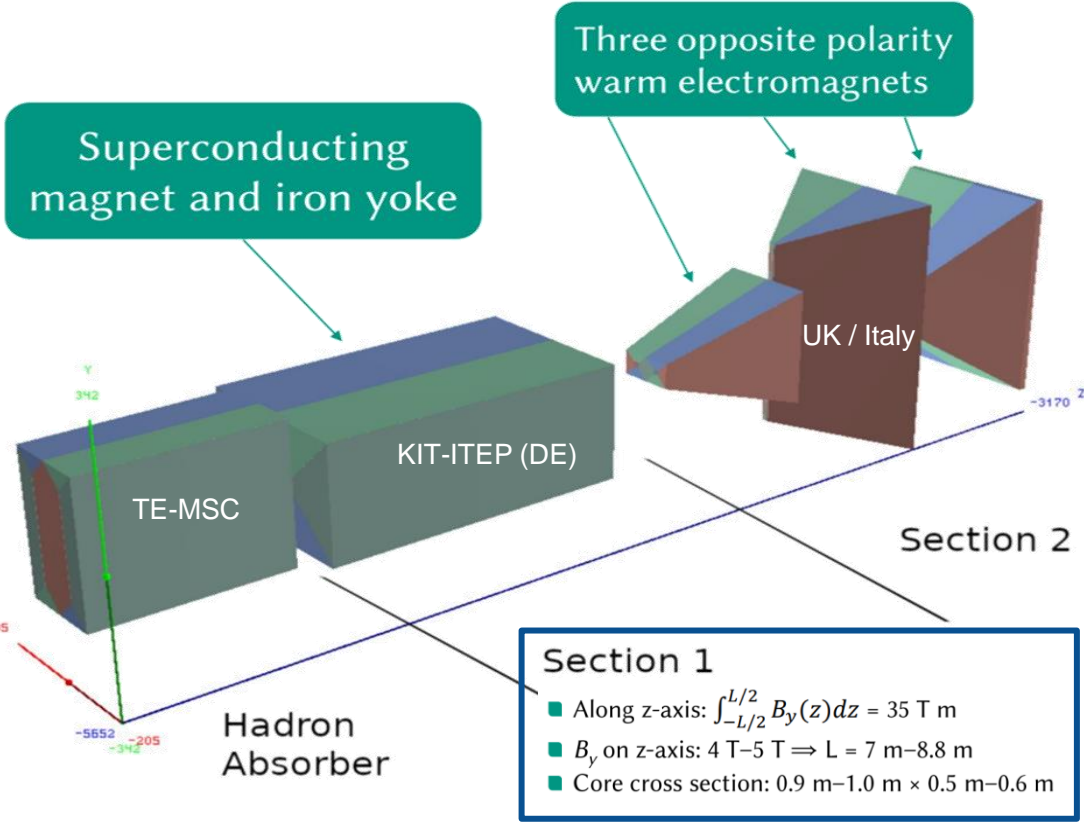 Three opposite polarity
warm electromagnets
Superconducting
magnet and iron yoke
UK / Italy
Y
342
-3170
Z
KIT-ITEP (DE)
TE-MSC
Section 2
5
Section 1
Along z-axis: ∫_{-L/2}^{L/2} B_y(z)dz = 35 T m
B_y on z-axis: 4 T–5 T ⟹ L = 7 m–8.8 m
Core cross section: 0.9 m–1.0 m × 0.5 m–0.6 m
-5652
-342
-205
Hadron
Absorber